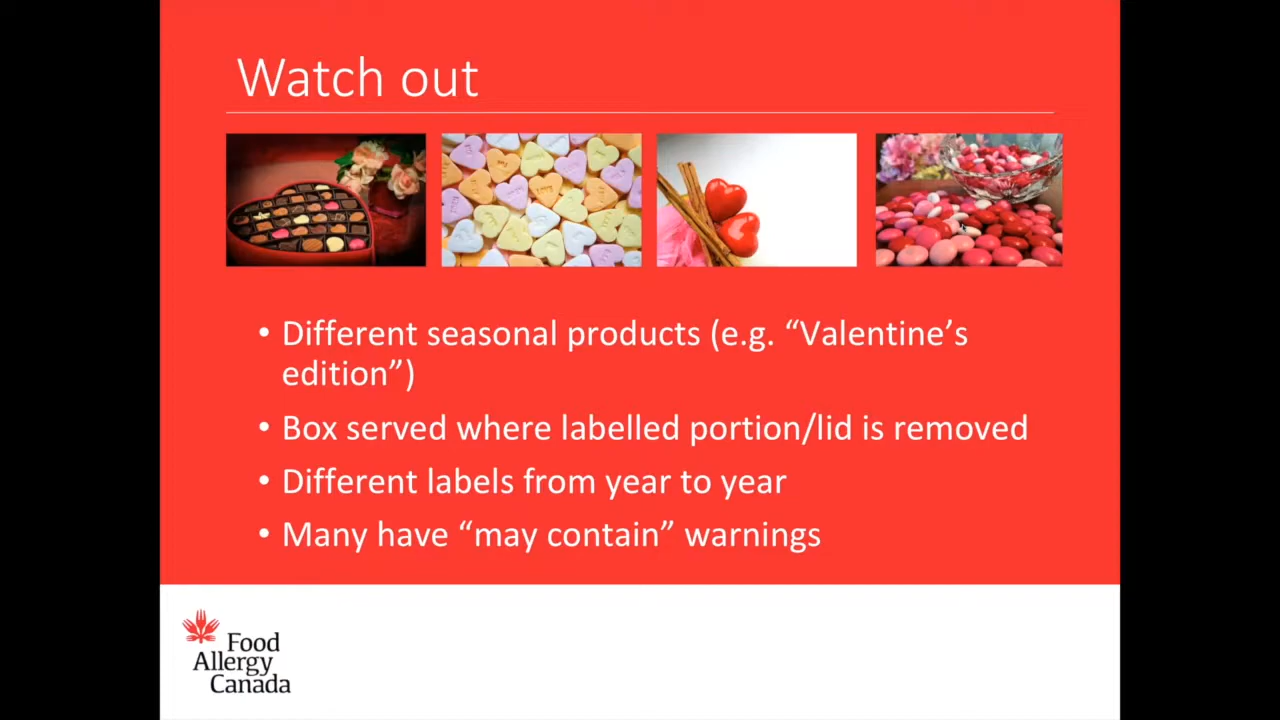 Watch out
• Different seasonal products (e.g. “Valentine’s
edition”)
• Box served where labelled portion/lid is removed
• Different labels from year to year
• Many have “may contain” warnings
Food
Allergy
Canada